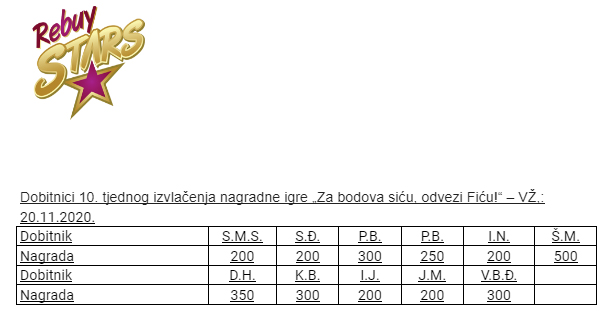 Rebuy
STARS
Dobitnici 10. tjednog izvlačenja nagradne igre „Za bodova siću, odvezi Fiću!“ – VŽ.:
20.11.2020.
Dobitnik S.M.S. S.Đ. P.B. P.B. I.N. Š.M.
Nagrada 200 200 300 250 200 500
Dobitnik D.H. K.B. I.J. J.M. V.B.Đ.
Nagrada 350 300 200 200 300